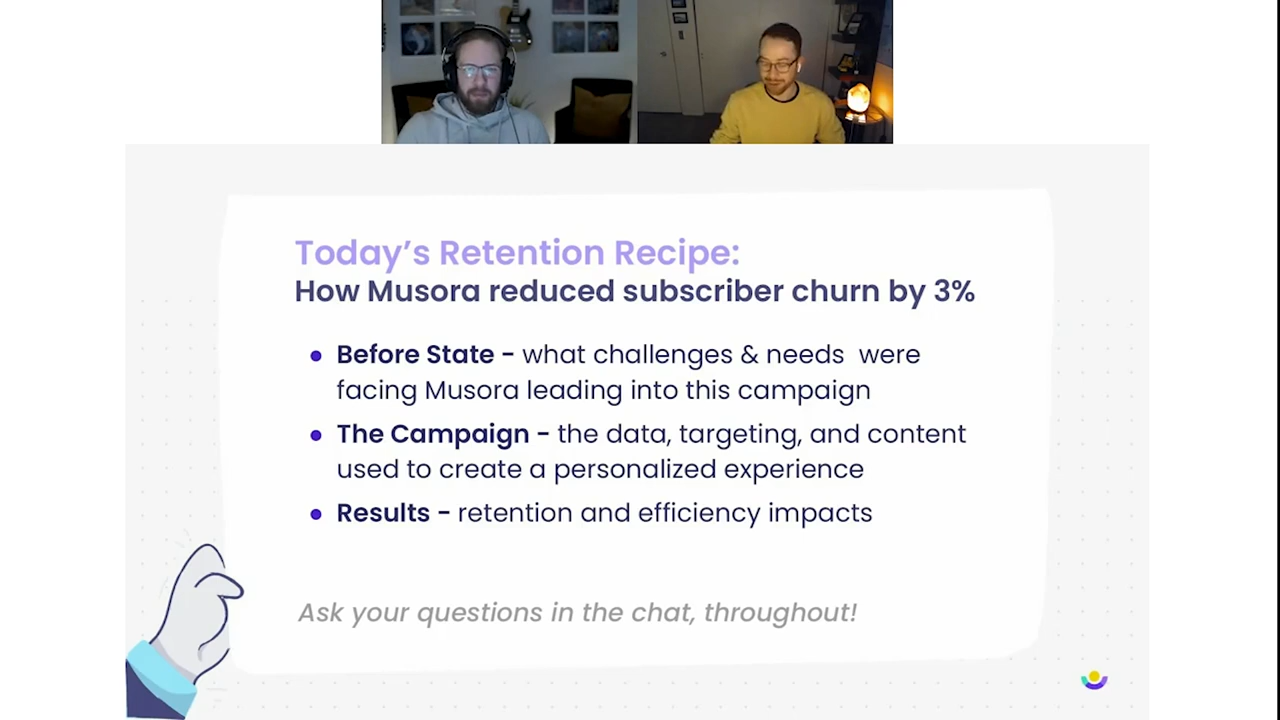 Today's Retention Recipe:
How Musora reduced subscriber churn by 3%
● Before State - what challenges & needs  were
facing Musora leading into this campaign
● The Campaign - the data, targeting, and content
used to create a personalized experience
● Results - retention and efficiency impacts
Ask your questions in the chat, throughout!